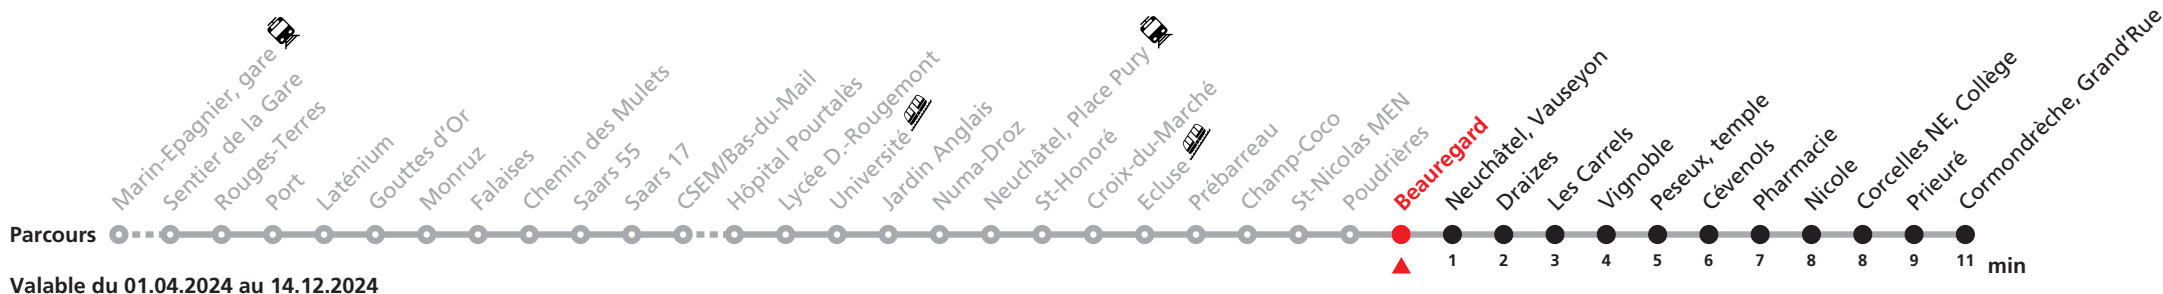 Marin-Epagnier, gare
Sentier de la Gare
Rouges-Terres
Port
Laténium
Gouttes d'Or
Monruz
Falaises
Chemin des Mulets
Saars 55
Saars 17
CSEM/Bas-du-Mail
Hôpital Pourtalès
Lycée D.-Rougemont
Université
Jardin Anglais
Numa-Droz
Neuchâtel, Place Pury
St-Honoré
Croix-du-Marché
Ecluse
Prébarreau
Champ-Coco
St-Nicolas MEN
Poudrières
Beauregard
Neuchâtel, Vauseyon
Draizes
Les Carrels
Vignoble
Peseux, temple
Cévenols
Pharmacie
Nicole
Corcelles NE, Collège
Prieuré
Cormondrèche, Grand'Rue
Parcours
1 2 3 4 5 6 7 8 8 9 11 min
Valable du 01.04.2024 au 14.12.2024